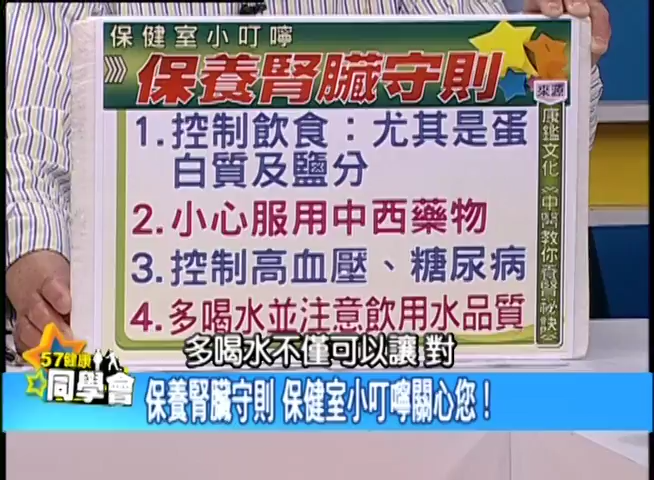 保健室小叮嚀
保養腎臟守則
來源
康鑑文化《中醫教你養腎祕訣》
1. 控制飲食：尤其是蛋
白質及鹽分
2. 小心服用中西藥物
3. 控制高血壓、糖尿病
4. 多喝水並注意飲用水品質
多喝水不僅可以讓 對
57健康
同學會
保養腎臟守則 保健室小叮嚀關心您！